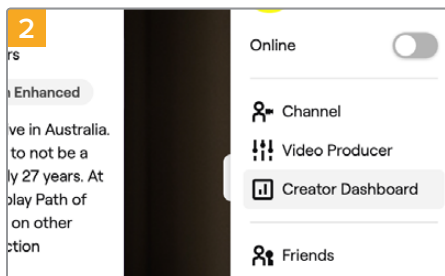 2
rs
Enhanced
ve in Australia.
to not be a
ly 27 years. At
play Path of
on other
ction
Online
Channel
Video Producer
Creator Dashboard
Friends